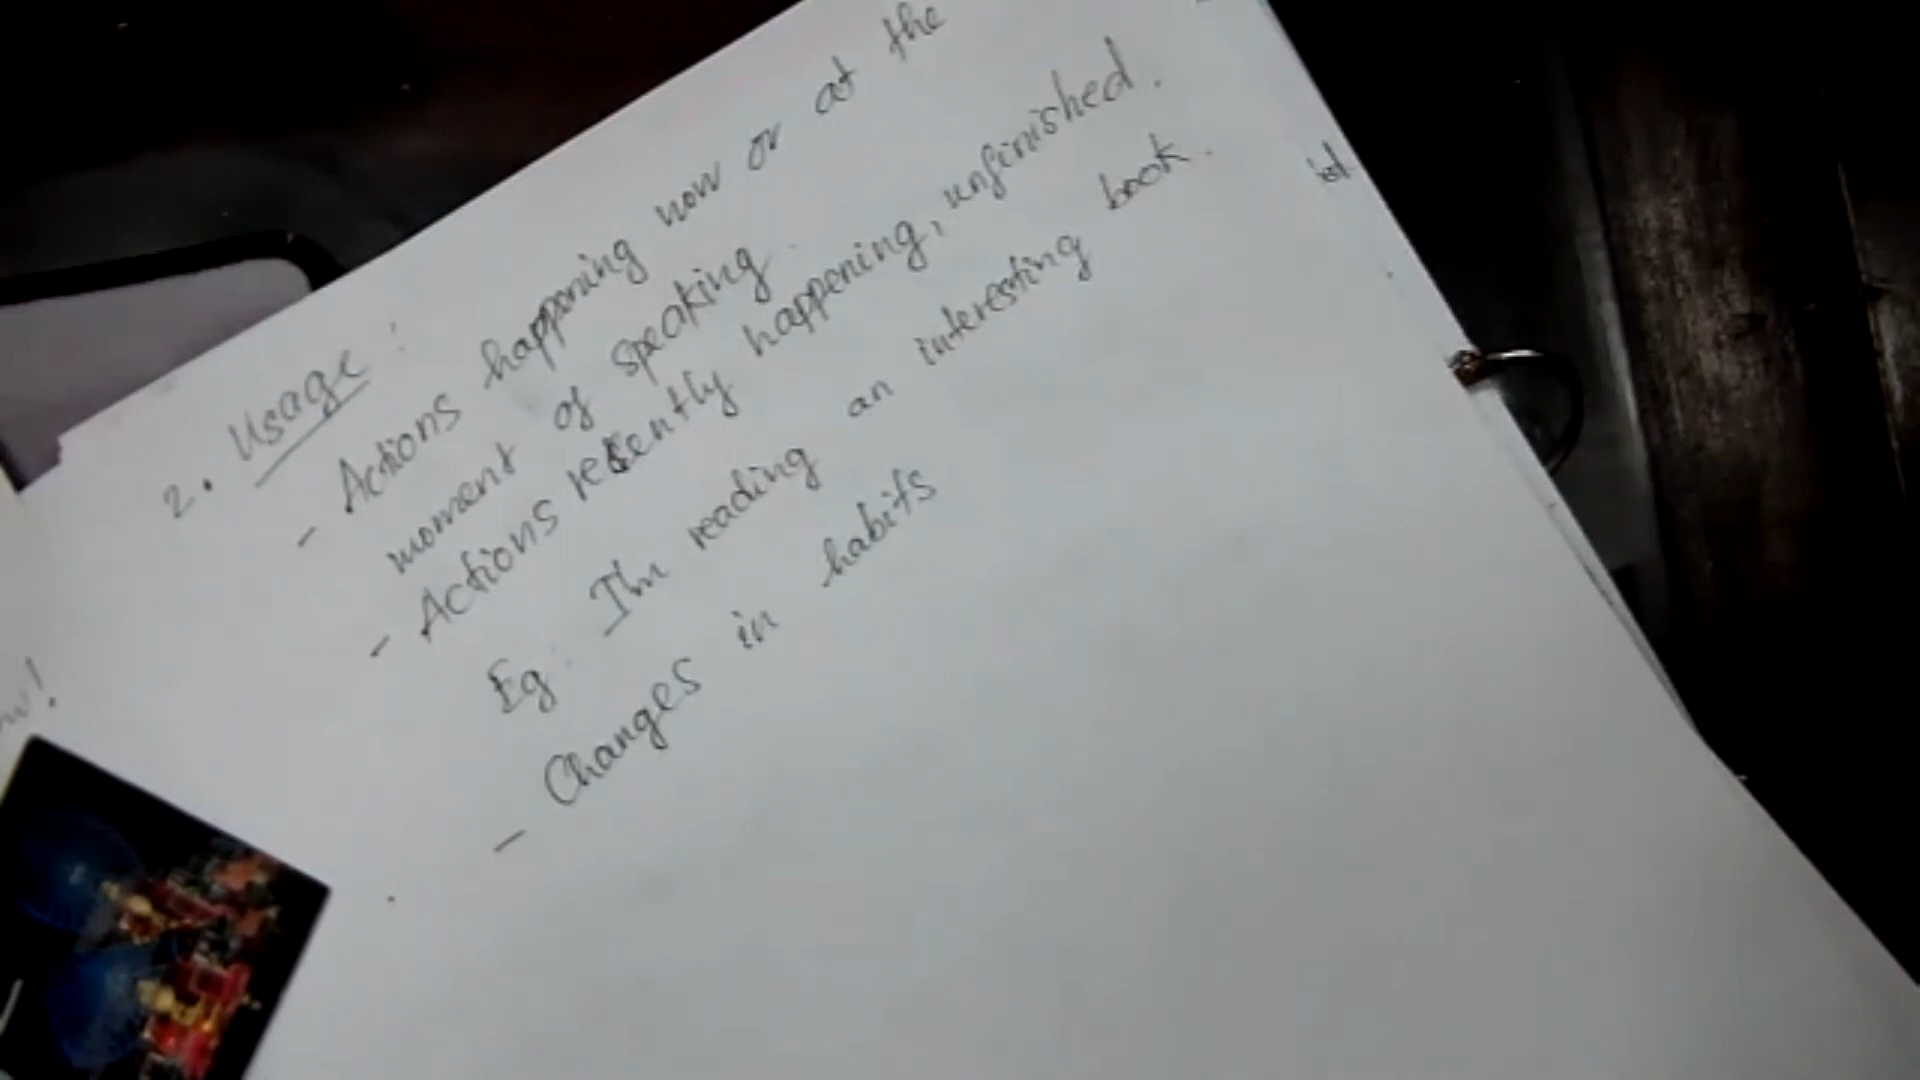 2. Usage:
- Actions happening now or at the
moment of speaking.
- Actions recently happening, unfinished.
Eg: I'm reading an interesting book.
- Changes in habits